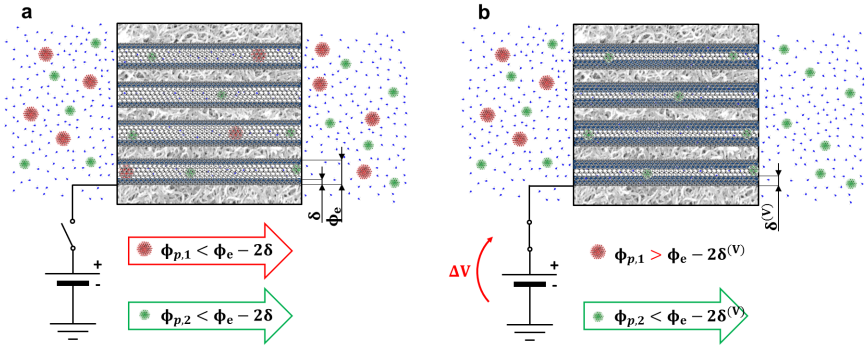 a
δ
ϕₑ
+
-
ϕₚ,₁ < ϕₑ − 2δ
ϕₚ,₂ < ϕₑ − 2δ
b
δ⁽ⱽ⁾
ΔV
+
-
ϕₚ,₁ > ϕₑ − 2δ⁽ⱽ⁾
ϕₚ,₂ < ϕₑ − 2δ⁽ⱽ⁾